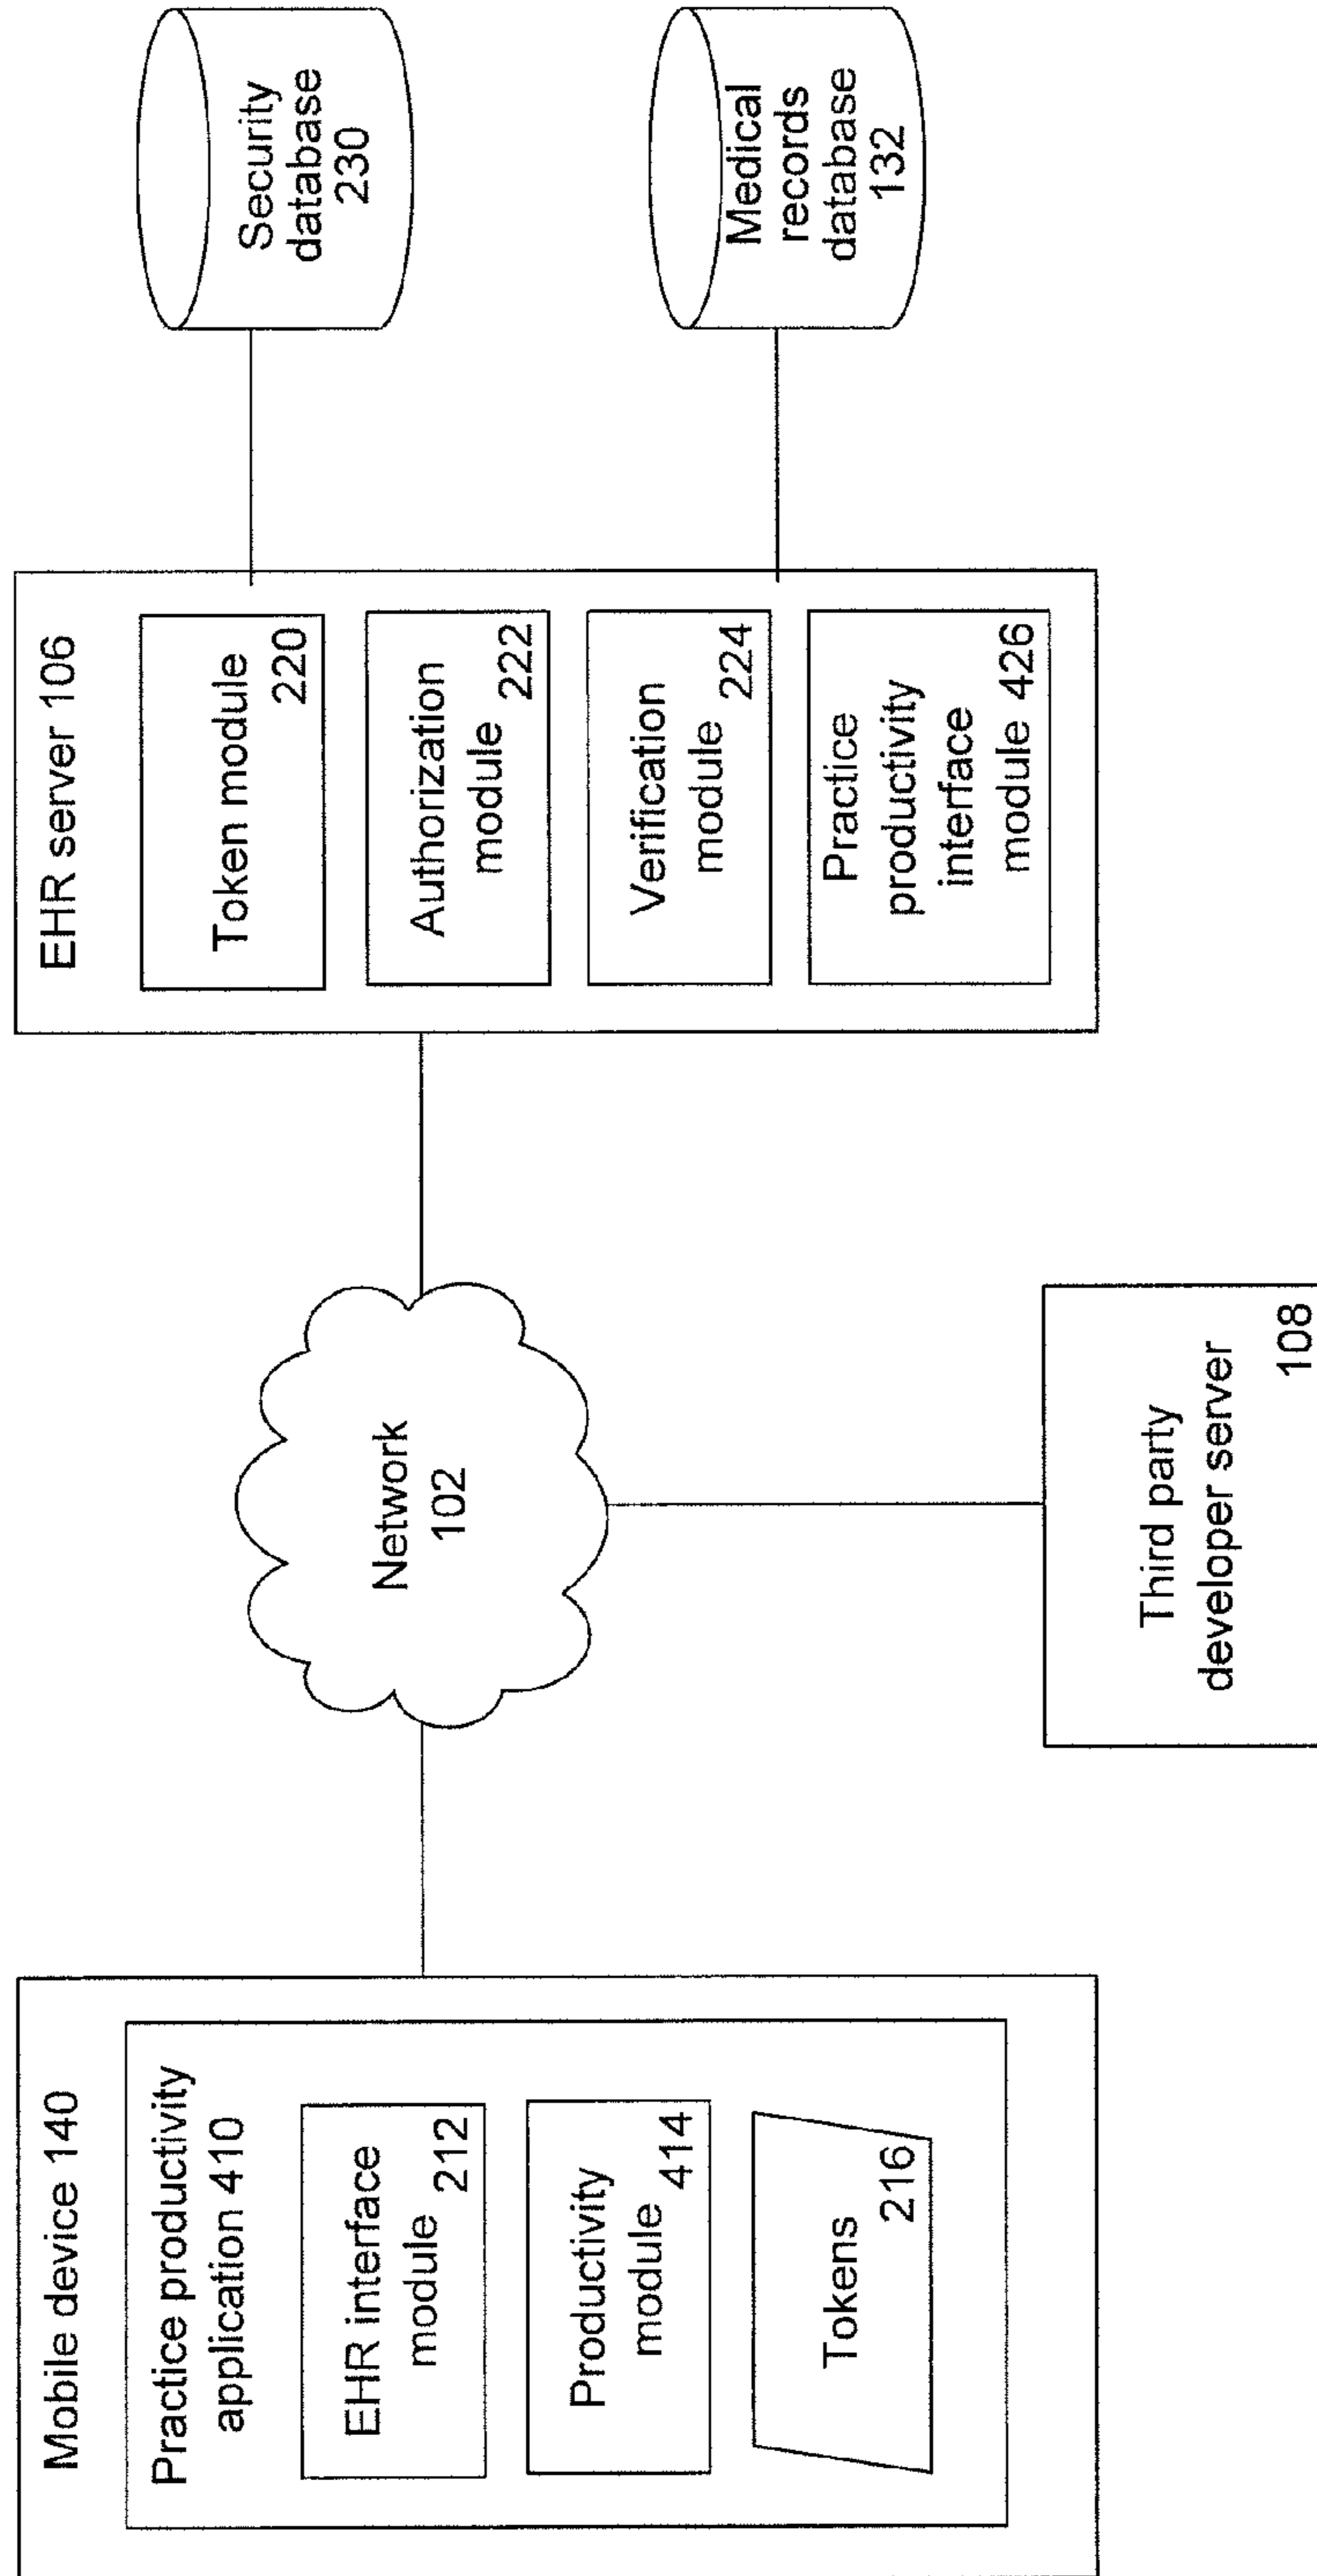 Mobile device 140
Practice productivity
application 410
EHR interface
module 212
Productivity
module 414
Tokens
216
Network
102
Third party
developer server
108
EHR server 106
Token module
220
Authorization
module 222
Verification
module 224
Practice
productivity
interface
module 426
Security
database
230
Medical
records
database
132